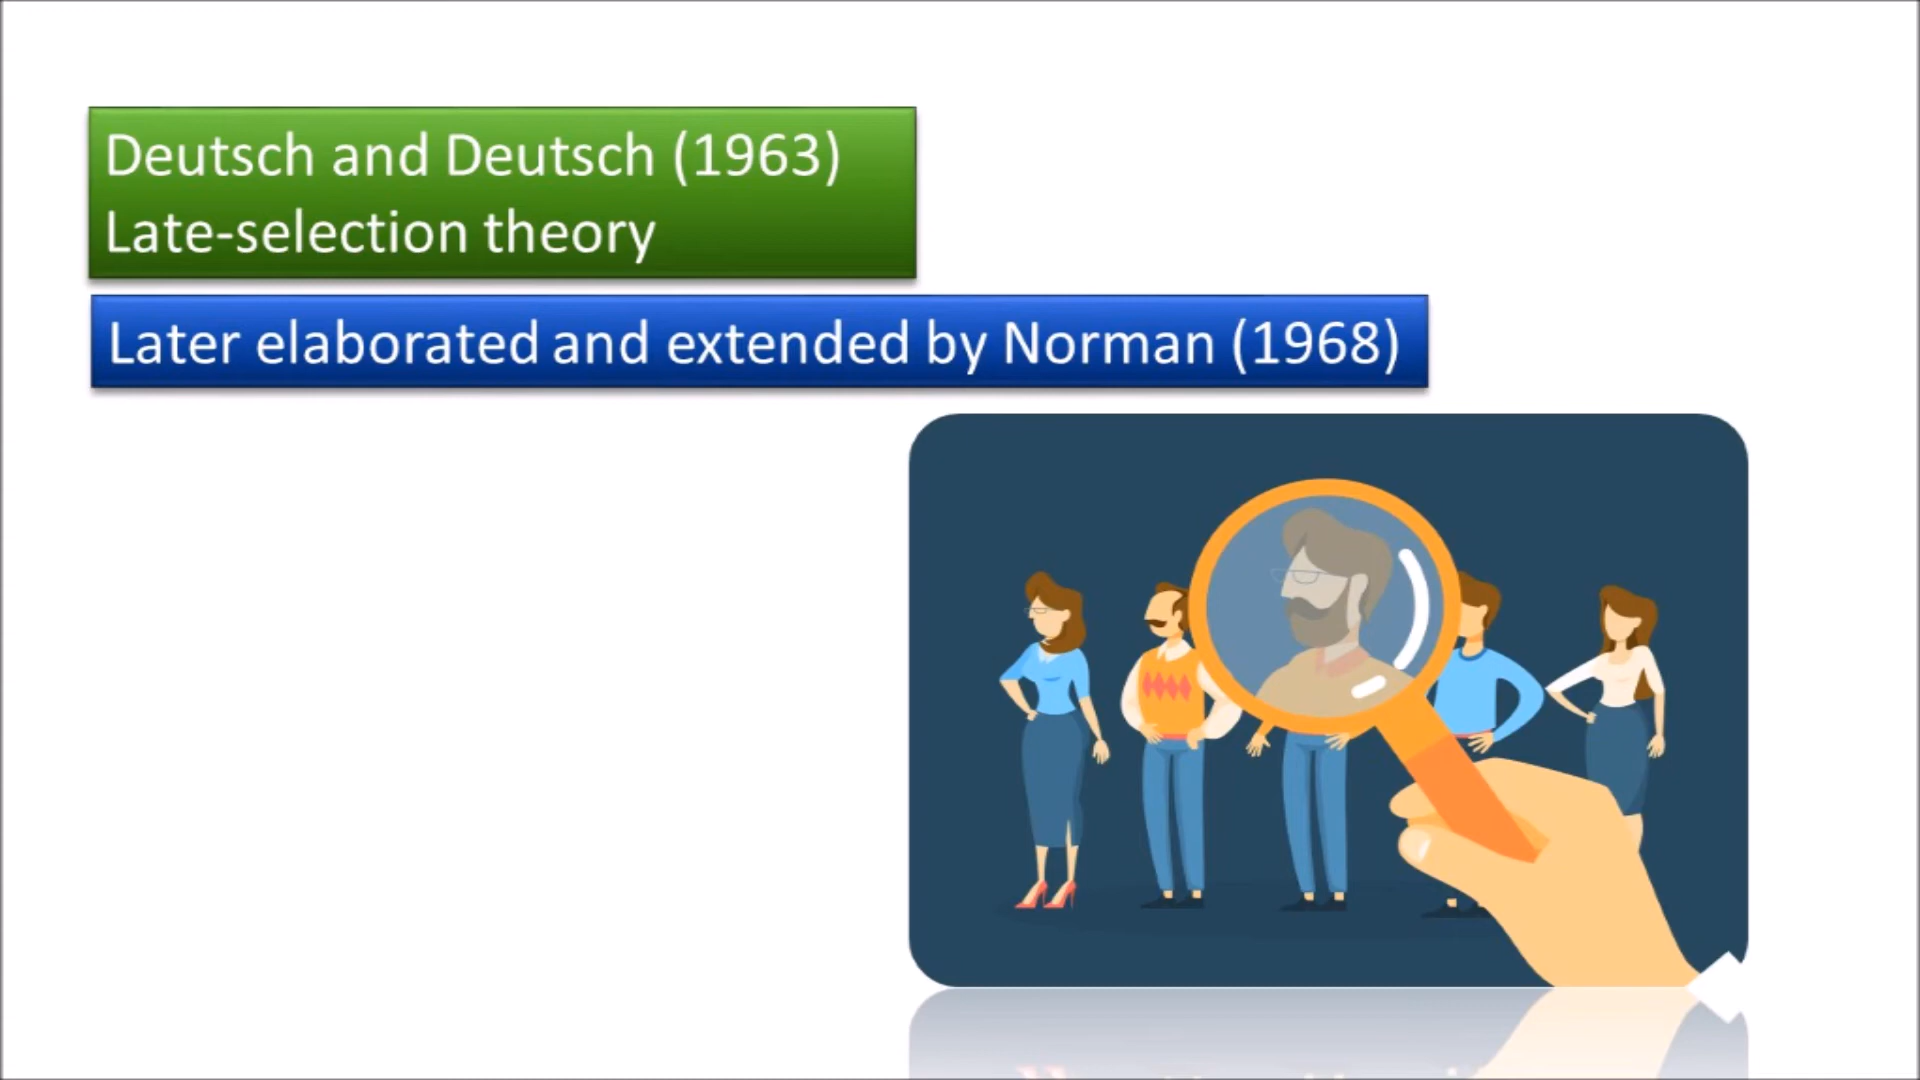 Deutsch and Deutsch (1963)
Late-selection theory
Later elaborated and extended by Norman (1968)